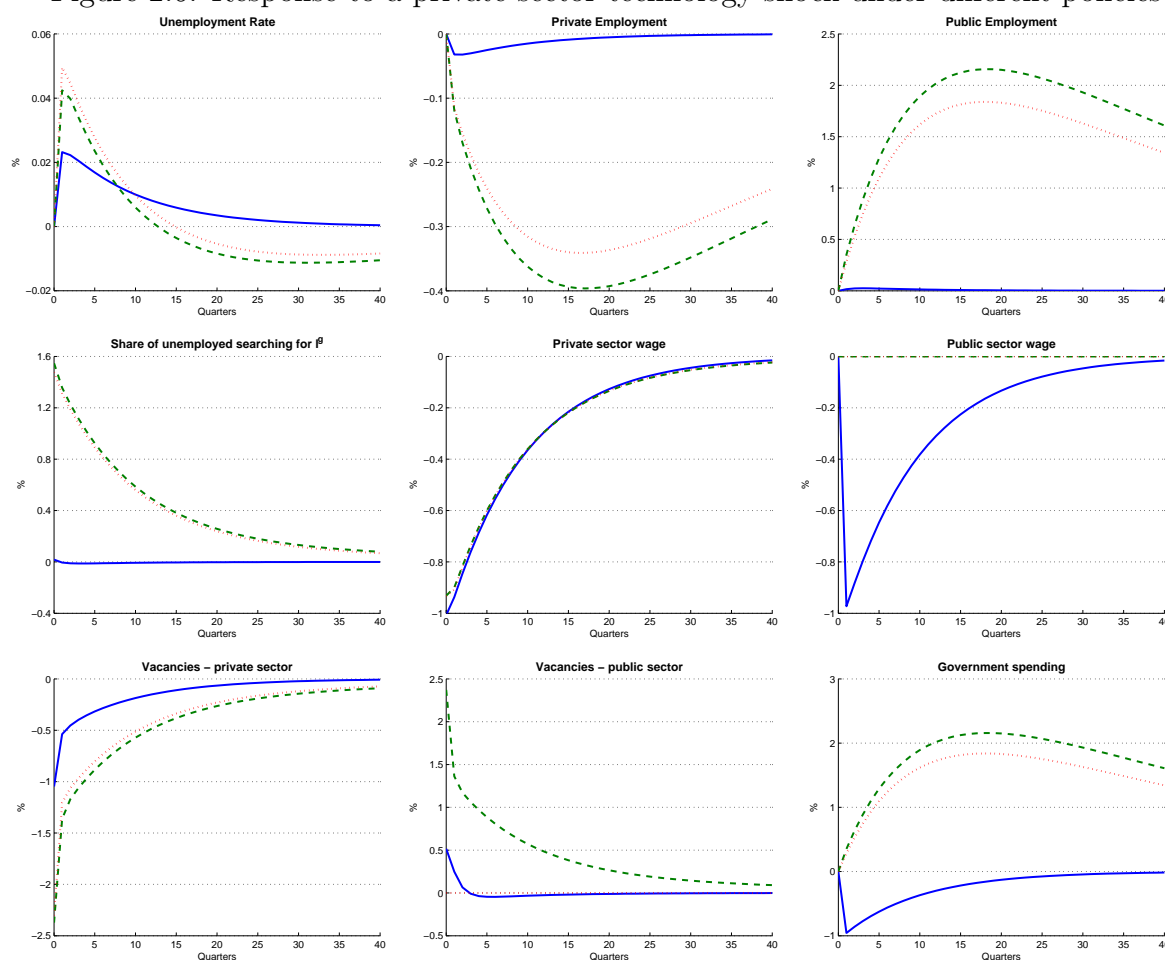 Figure 2.6: Response to a private sector technology shock under different policies
Unemployment Rate
0.06
0.04
0.02
0
−0.02
%
0 5 10 15 20 25 30 35 40
Quarters
Private Employment
0
−0.1
−0.2
−0.3
−0.4
%
0 5 10 15 20 25 30 35 40
Quarters
Public Employment
2.5
2
1.5
1
0.5
0
%
0 5 10 15 20 25 30 35 40
Quarters
Share of unemployed searching for l^g
1.6
1.2
0.8
0.4
0
−0.4
%
0 5 10 15 20 25 30 35 40
Quarters
Private sector wage
0
−0.2
−0.4
−0.6
−0.8
−1
%
0 5 10 15 20 25 30 35 40
Quarters
Public sector wage
0
−0.2
−0.4
−0.6
−0.8
−1
%
0 5 10 15 20 25 30 35 40
Quarters
Vacancies − private sector
0
−0.5
−1
−1.5
−2
−2.5
%
0 5 10 15 20 25 30 35 40
Quarters
Vacancies − public sector
2.5
2
1.5
1
0.5
0
−0.5
%
0 5 10 15 20 25 30 35 40
Quarters
Government spending
3
2
1
0
−1
%
0 5 10 15 20 25 30 35 40
Quarters